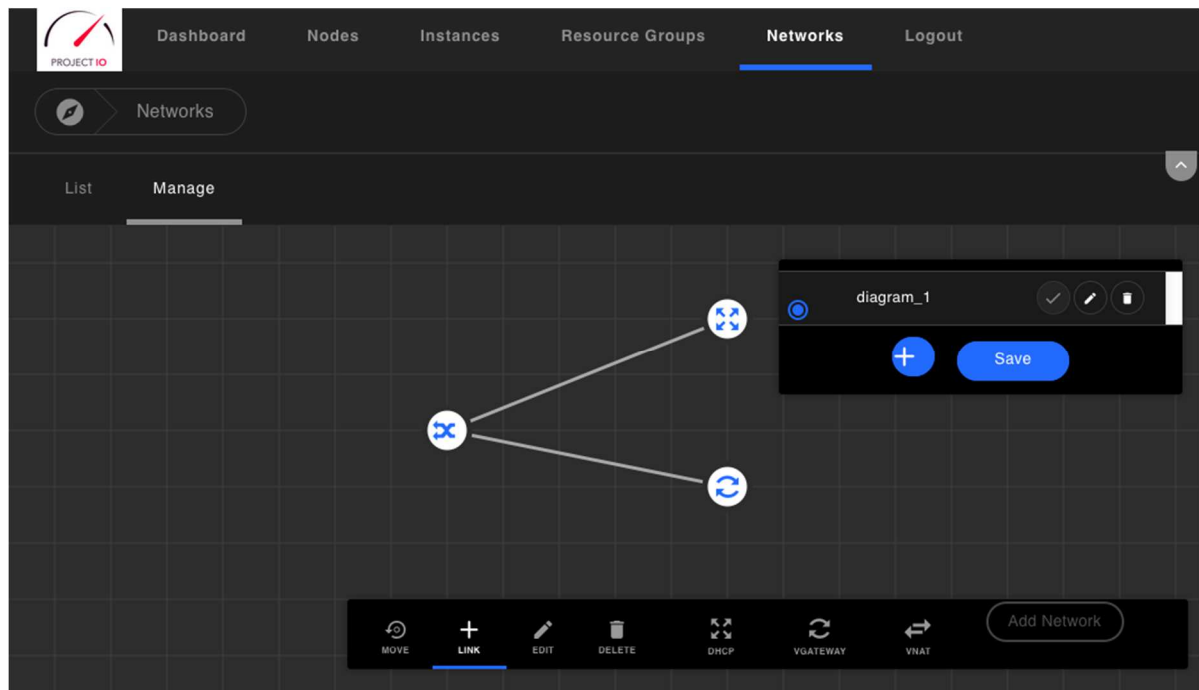 PROJECT IO
Dashboard Nodes Instances Resource Groups Networks Logout
Networks
List Manage
diagram_1
Save
Add Network
MOVE LINK EDIT DELETE DHCP VGATEWAY VNAT